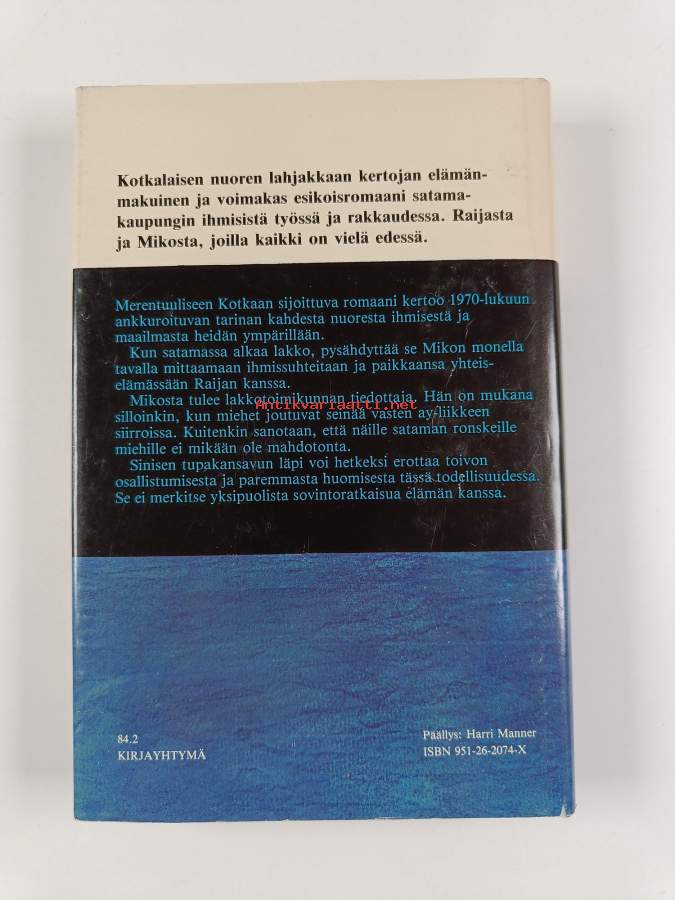 Kotkalaisen nuoren lahjakkaan kertojan elämän-
makuinen ja voimakas esikoisromaani satama-
kaupungin ihmisistä työssä ja rakkaudessa. Raijasta
ja Mikosta, joilla kaikki on vielä edessä.
Merentuuliseen Kotkaan sijoittuva romaani kertoo 1970-lukuun
ankkuroituvan tarinan kahdesta nuoresta ihmisestä ja
maailmasta heidän ympärillään.
Kun satamassa alkaa lakko, pysähdyttää se Mikon monella
tavalla mittaamaan ihmissuhteitaan ja paikkaansa yhteis-
elämässään Raijan kanssa.
Mikosta tulee lakkotoimikunnan tiedottaja. Hän on mukana
Antikvariaatti.net
silloinkin, kun miehet joutuvat seinää vasten ay-liikkeen
siirroissa. Kuitenkin sanotaan, että näille sataman ronskeille
miehille ei mikään ole mahdotonta.
Sinisen tupakansavun läpi voi hetkeksi erottaa toivon
osallistumisesta ja paremmasta huomisesta tässä todellisuudessa.
Se ei merkitse yksipuolista sovintoratkaisua elämän kanssa.
84.2
KIRJAYHTYMÄ
Päällys: Harri Manner
ISBN 951-26-2074-X